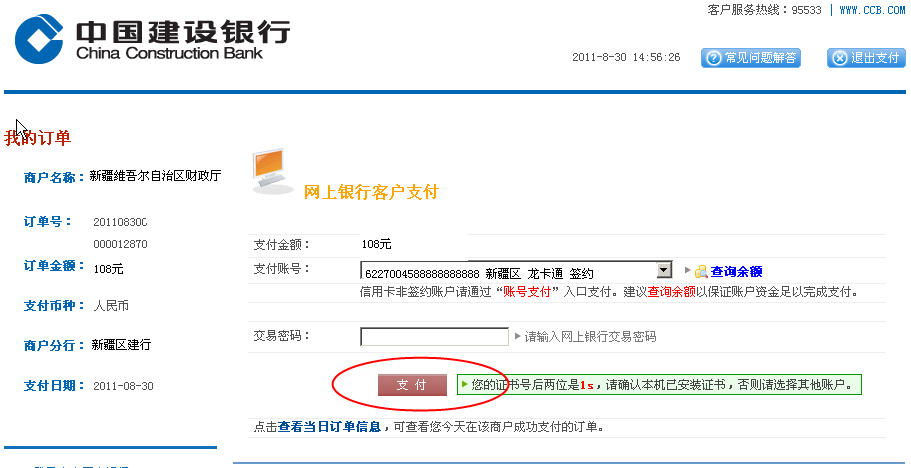 客户服务热线：95533 | WWW.CCB.COM
中国建设银行
China Construction Bank
2011-8-30 14:56:26 常见问题解答 退出支付
我的订单
商户名称： 新疆维吾尔自治区财政厅
订单号： 201108300
000012870
订单金额： 108元
支付币种： 人民币
商户分行： 新疆区建行
支付日期： 2011-08-30
网上银行客户支付
支付金额： 108元
支付账号： 6227004588888888888 新疆区 龙卡通 签约 查询余额
信用卡非签约账户请通过“账号支付”入口支付。建议查询余额以保证账户资金足以完成支付。
交易密码： 请输入网上银行交易密码
支 付 您的证书号后两位是1s，请确认本机已安装证书，否则请选择其他账户。
点击查看当日订单信息，可查看您今天在该商户成功支付的订单。